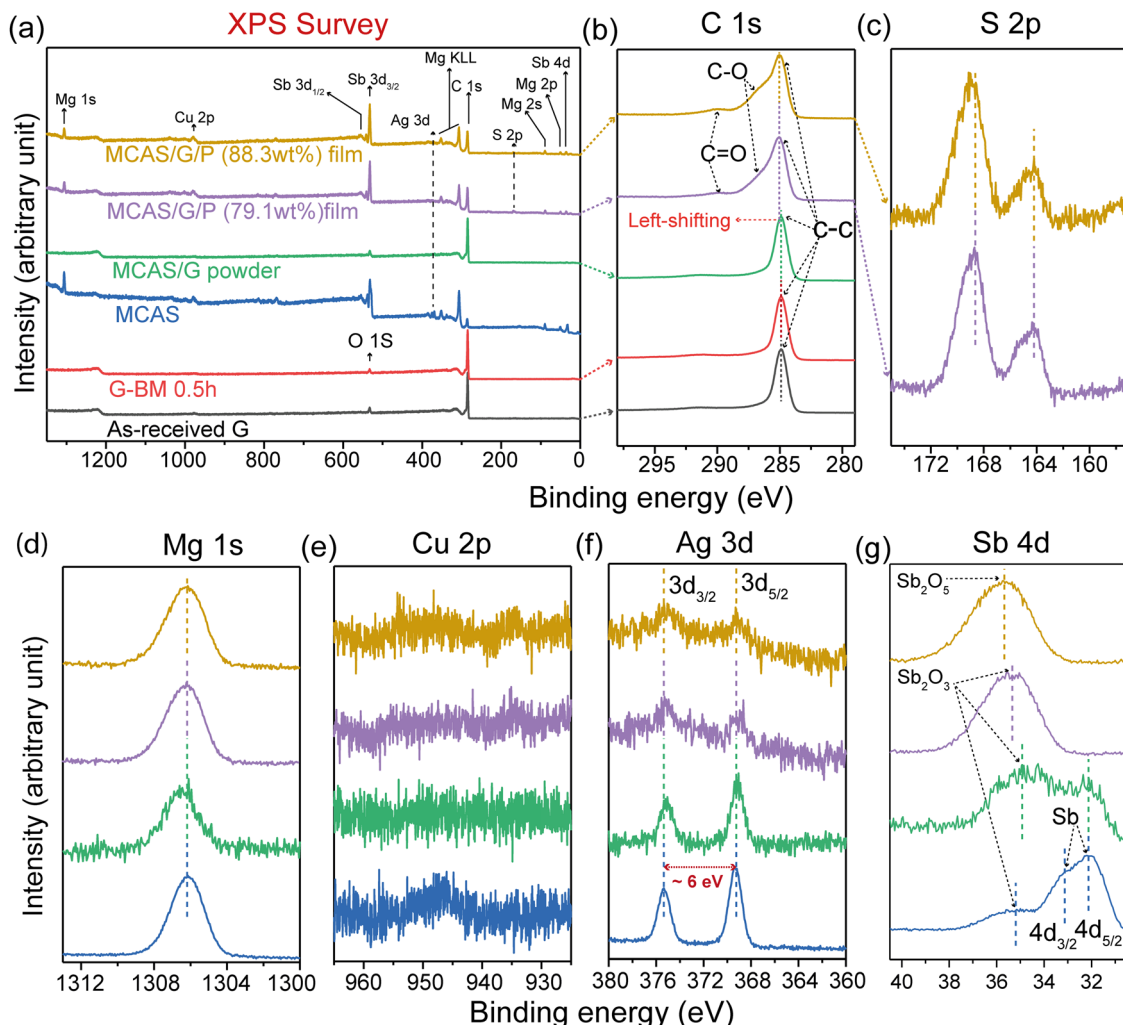 (a) XPS Survey
Mg 1s
Cu 2p
Sb 3d1/2
Sb 3d3/2
Ag 3d
Mg KLL
C 1s
S 2p
Mg 2s
Mg 2p
Sb 4d
MCAS/G/P (88.3wt%) film
MCAS/G/P (79.1wt%)film
MCAS/G powder
MCAS
O 1S
G-BM 0.5h
As-received G
1200 1000 800 600 400 200 0
Intensity (arbitrary unit)
(b) C 1s
C-O
C=O
Left-shifting
C-C
295 290 285 280
(c) S 2p
172 168 164 160
Binding energy (eV)
(d) Mg 1s
1312 1308 1304 1300
Intensity (arbitrary unit)
(e) Cu 2p
960 950 940 930
(f) Ag 3d
3d3/2
3d5/2
~ 6 eV
380 376 372 368 364 360
(g) Sb 4d
Sb2O5
Sb2O3
Sb
4d3/2
4d5/2
40 36 32
Binding energy (eV)